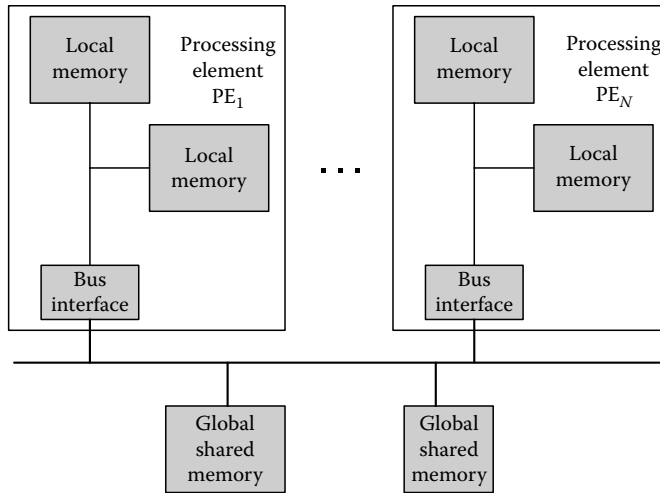 Local
memory
Processing
element
PE1
Local
memory
Bus
interface
. . .
Local
memory
Processing
element
PEN
Local
memory
Bus
interface
Global
shared
memory
Global
shared
memory